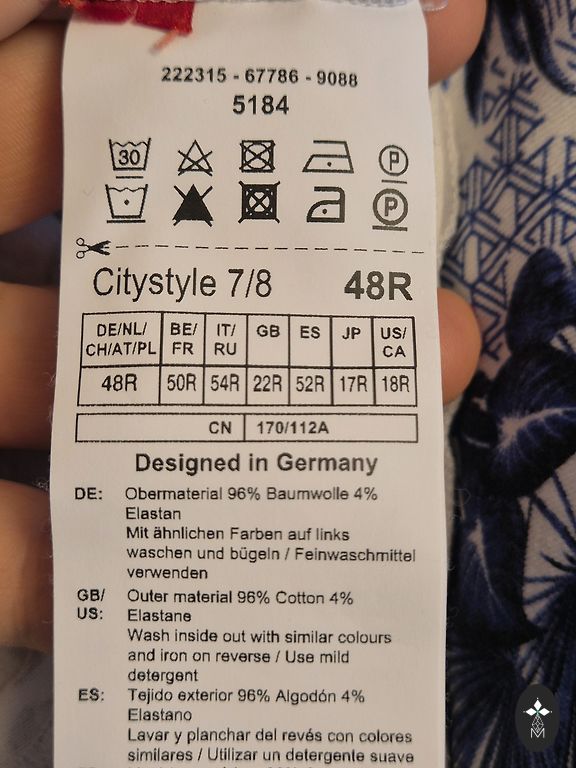 222315 - 67786 - 9088
5184
30 P
P
Citystyle 7/8 48R
DE/NL/CH/AT/PL BE/FR IT/RU GB ES JP US/CA
48R 50R 54R 22R 52R 17R 18R
CN 170/112A
Designed in Germany
DE: Obermaterial 96% Baumwolle 4%
Elastan
Mit ähnlichen Farben auf links
waschen und bügeln / Feinwaschmittel
verwenden
GB/ Outer material 96% Cotton 4%
US: Elastane
Wash inside out with similar colours
and iron on reverse / Use mild
detergent
ES: Tejido exterior 96% Algodón 4%
Elastano
Lavar y planchar del revés con colores
similares / Utilizar un detergente suave